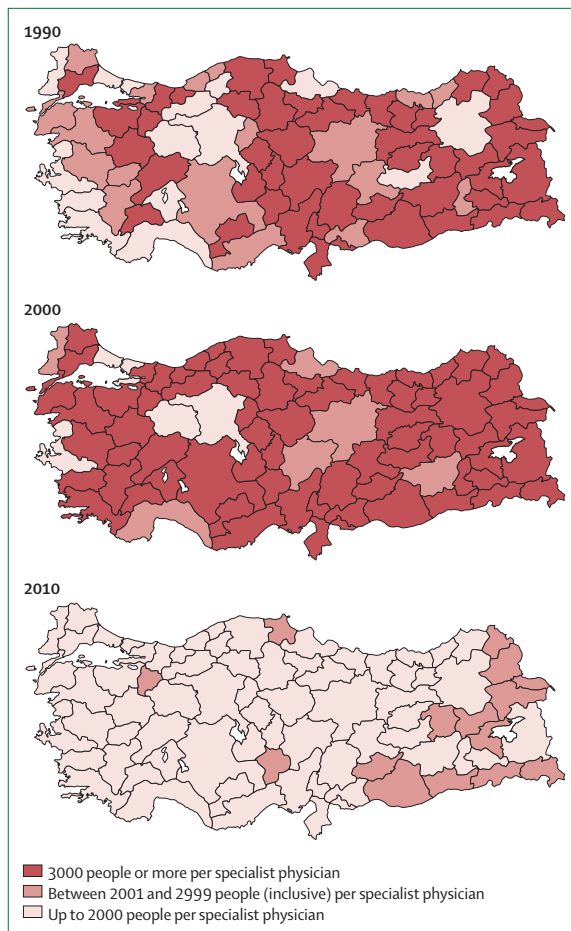 1990
2000
2010
3000 people or more per specialist physician
Between 2001 and 2999 people (inclusive) per specialist physician
Up to 2000 people per specialist physician